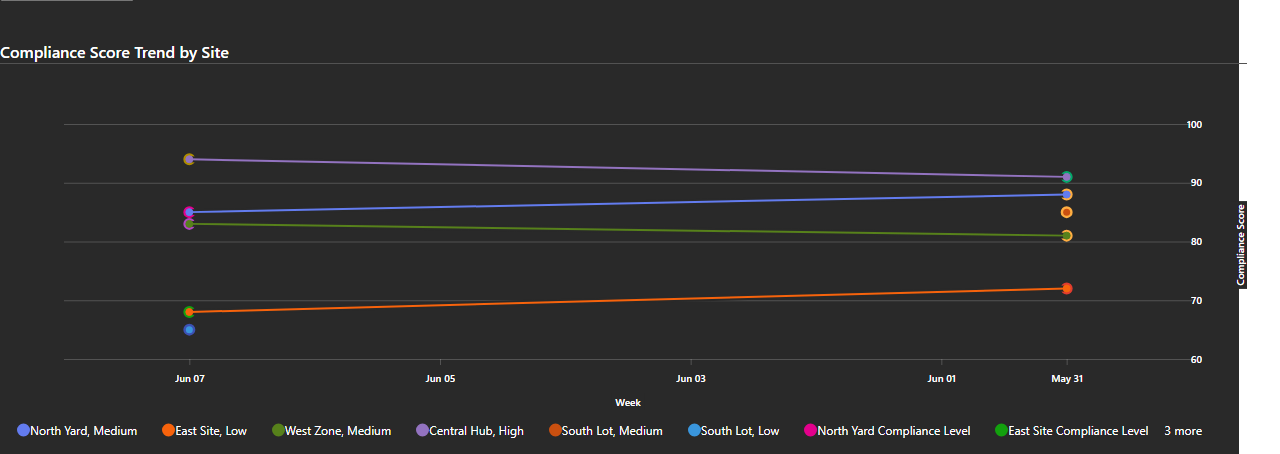 Compliance Score Trend by Site
100
90
80
70
60
Compliance Score
Jun 07 Jun 05 Jun 03 Jun 01 May 31
Week
North Yard, Medium East Site, Low West Zone, Medium Central Hub, High South Lot, Medium South Lot, Low North Yard Compliance Level East Site Compliance Level 3 more